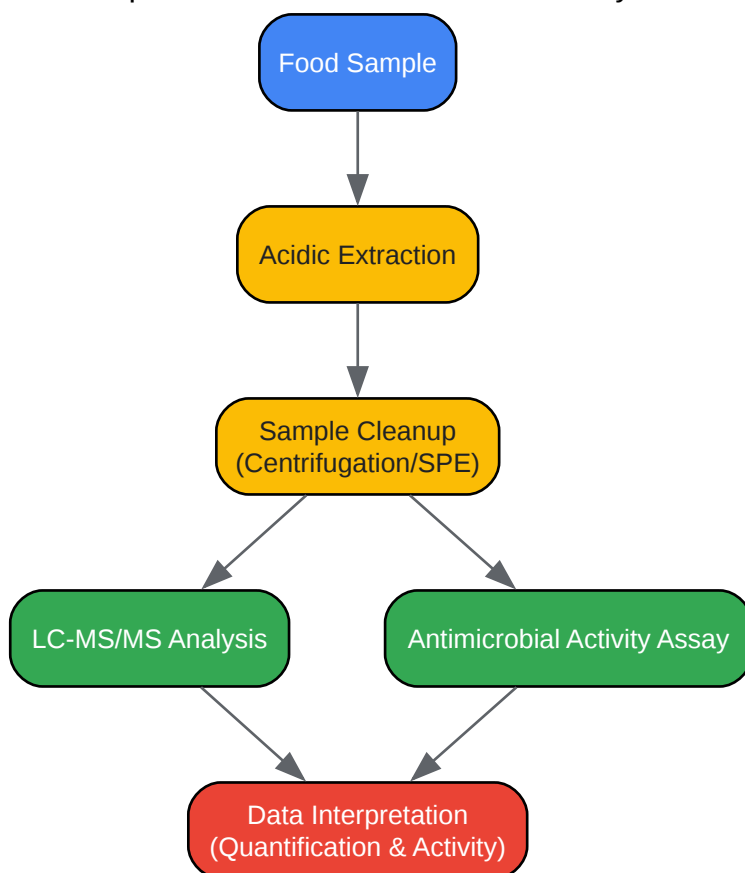 Food Sample
Acidic Extraction
Sample Cleanup
(Centrifugation/SPE)
LC-MS/MS Analysis
Antimicrobial Activity Assay
Data Interpretation
(Quantification & Activity)